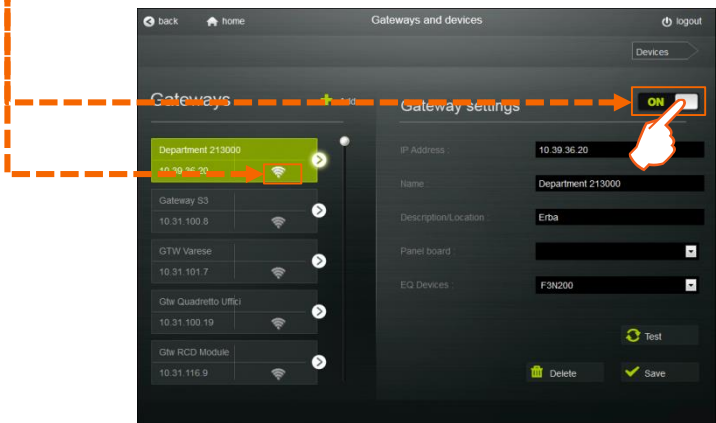 back
home
Gateways and devices
logout
Devices
Gateways
Add
Gateway settings
ON
Department 213000
10.39.36.20
Gateway S3
10.31.100.8
GTW Varese
10.31.101.7
Gtw Quadretto Uffici
10.31.100.19
Gtw RCD Module
10.31.116.9
IP Address :
10.39.36.20
Name :
Department 213000
Description/Location :
Erba
Panel board :
EQ Devices :
F3N200
Test
Delete
Save